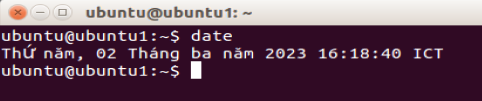 ubuntu@ubuntu1: ~
ubuntu@ubuntu1:~$ date
Thứ năm, 02 Tháng ba năm 2023 16:18:40 ICT
ubuntu@ubuntu1:~$